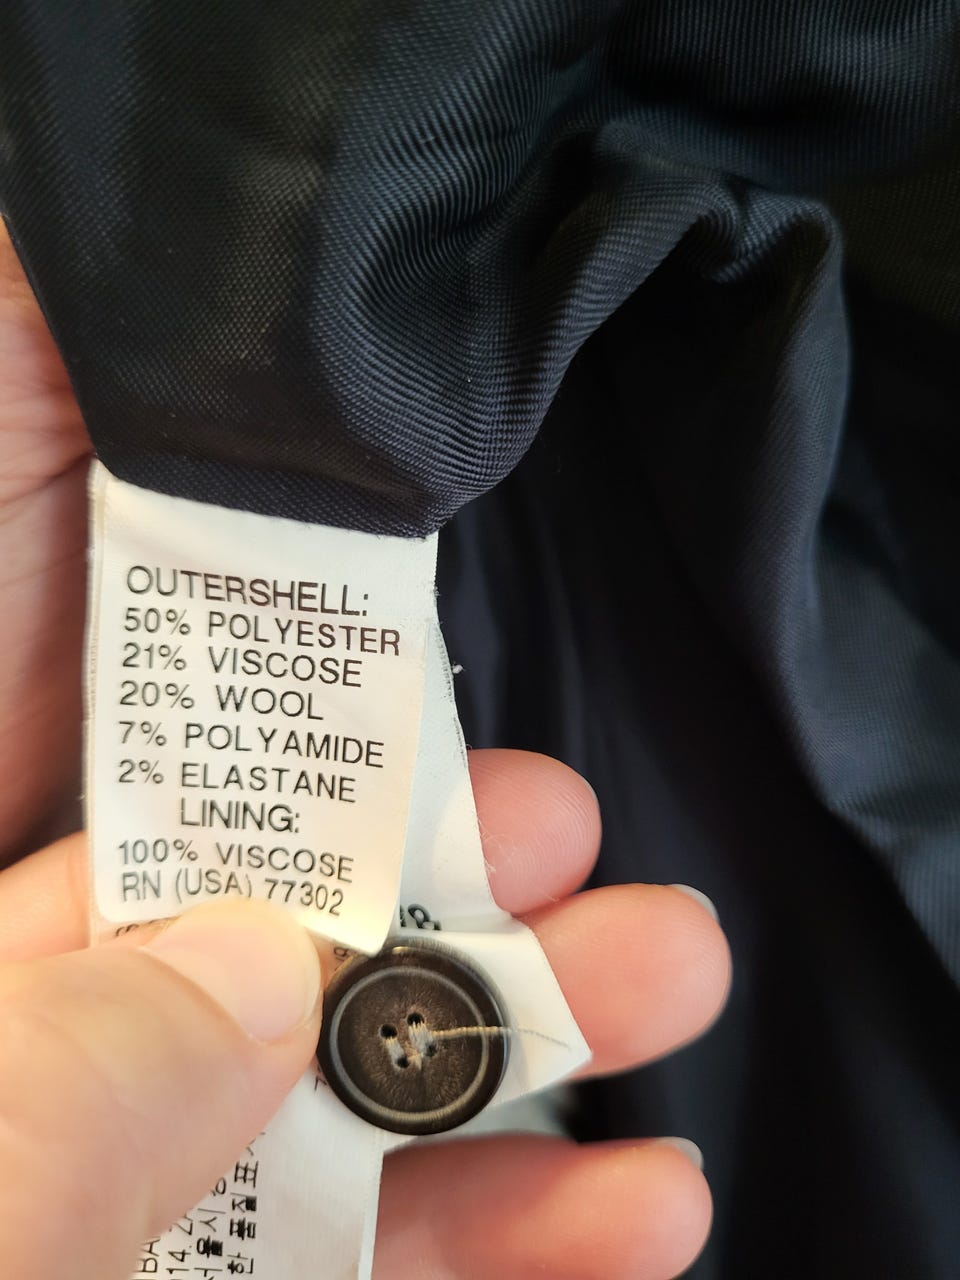 OUTERSHELL:
50% POLYESTER
21% VISCOSE
20% WOOL
7% POLYAMIDE
2% ELASTANE
LINING:
100% VISCOSE
RN (USA) 77302